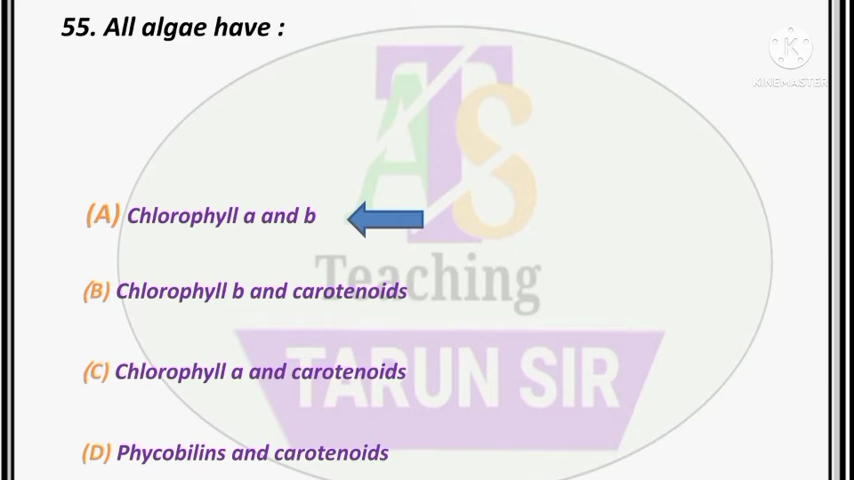 55. All algae have :
KINEMASTER
(A) Chlorophyll a and b
ATS
Teaching
(B) Chlorophyll b and carotenoids
TARUN SIR
(C) Chlorophyll a and carotenoids
(D) Phycobilins and carotenoids